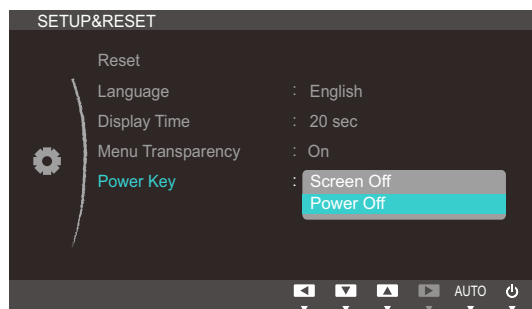 SETUP&RESET
Reset
Language : English
Display Time : 20 sec
Menu Transparency : On
Power Key : Screen Off
Power Off
AUTO